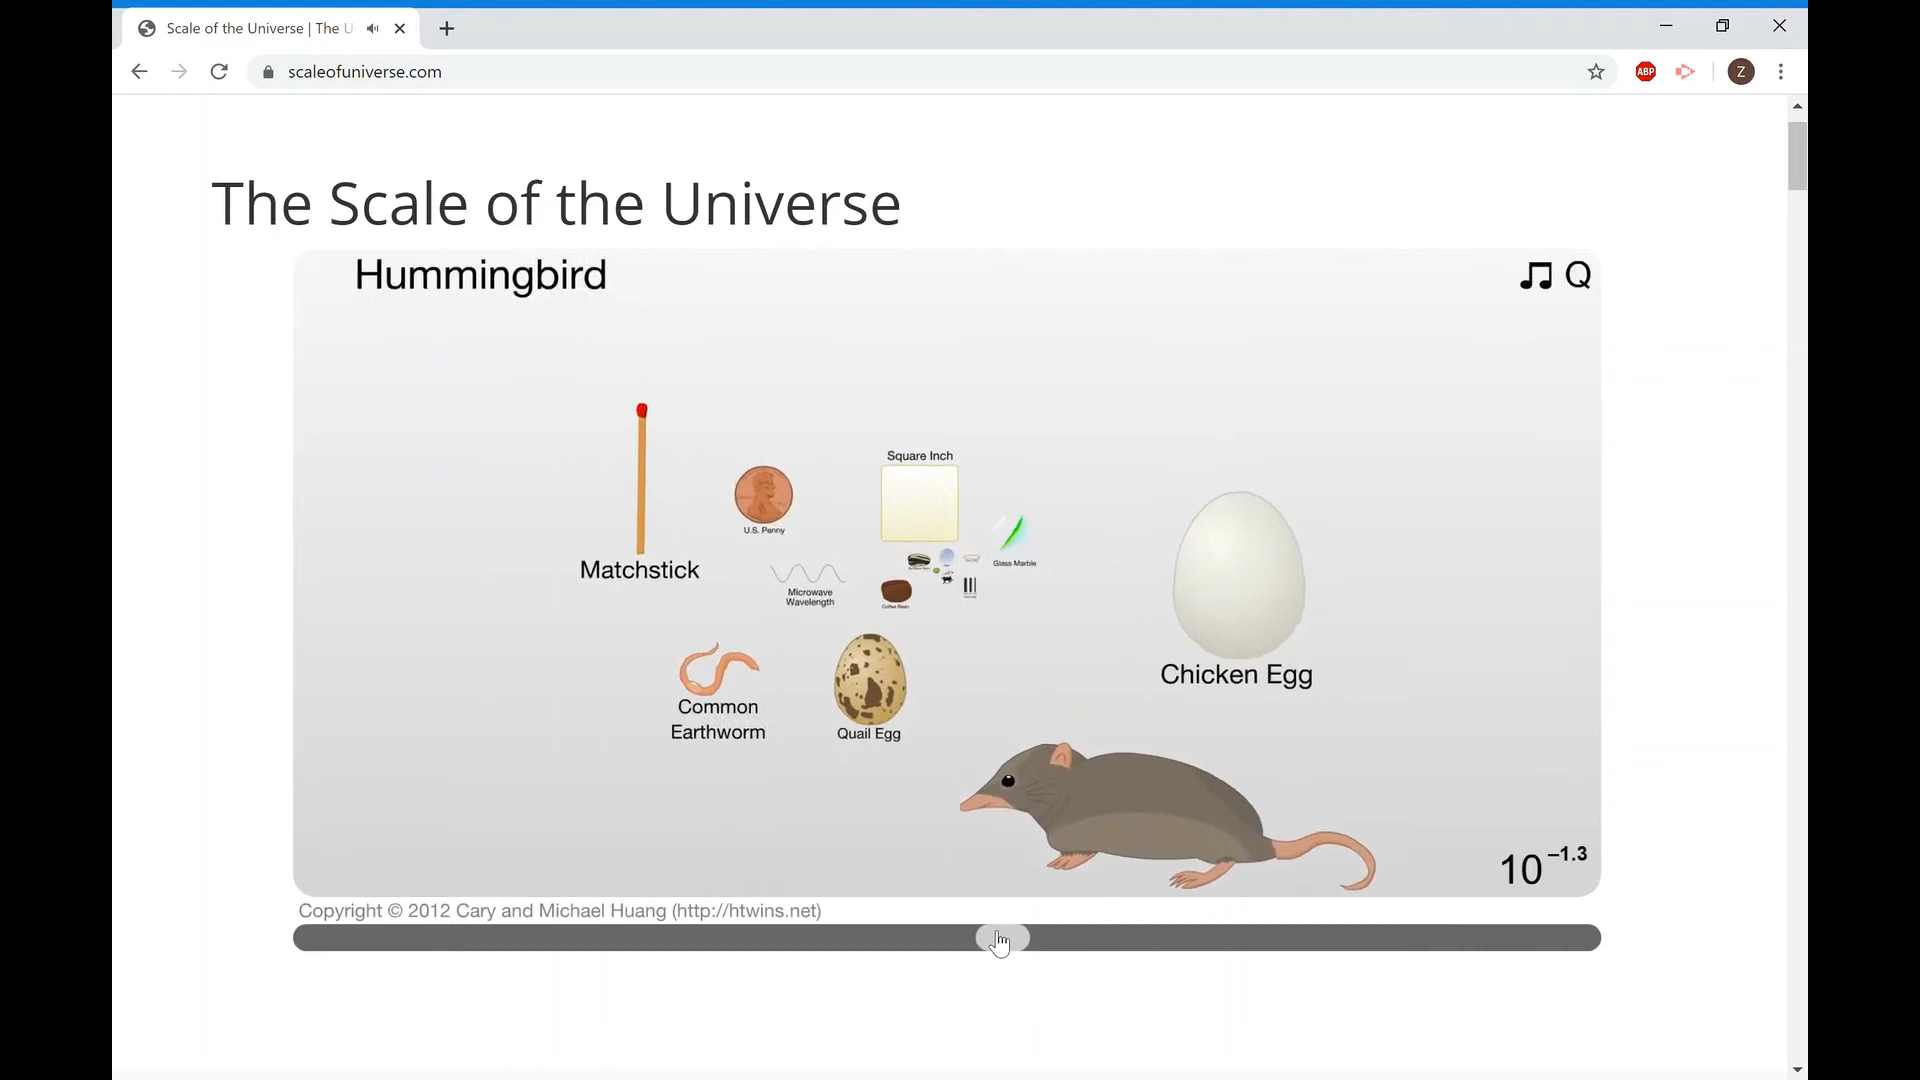 Scale of the Universe | The U
scaleofuniverse.com
ABP
Z
The Scale of the Universe
Hummingbird
Q
Square Inch
U.S. Penny
Glass Marble
Matchstick
Microwave
Wavelength
Coffee Bean
Chicken Egg
Common
Earthworm
Quail Egg
10⁻¹·³
Copyright © 2012 Cary and Michael Huang (http://htwins.net)